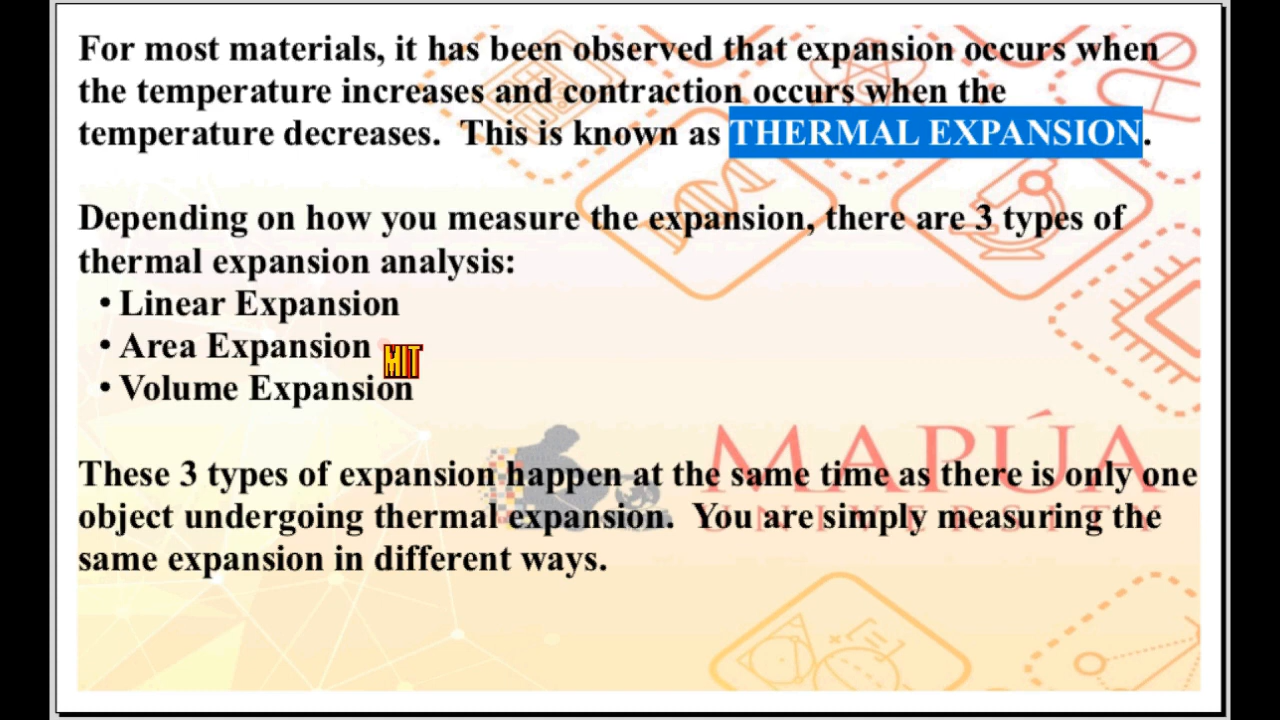 For most materials, it has been observed that expansion occurs when
the temperature increases and contraction occurs when the
temperature decreases.  This is known as THERMAL EXPANSION.
Depending on how you measure the expansion, there are 3 types of
thermal expansion analysis:
• Linear Expansion
• Area Expansion
MIT
• Volume Expansion
MAPÚA
UNIVERSITY
These 3 types of expansion happen at the same time as there is only one
object undergoing thermal expansion.  You are simply measuring the
same expansion in different ways.